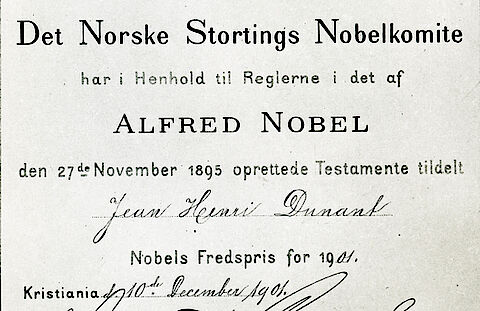 Det Norske Stortings Nobelkomite
har i Henhold til Reglerne i det af
ALFRED NOBEL
den 27de November 1895 oprettede Testamente tildelt
Jean Henri Dunant
Nobels Fredspris for 1901.
Kristiania, d. 10de December 1901.